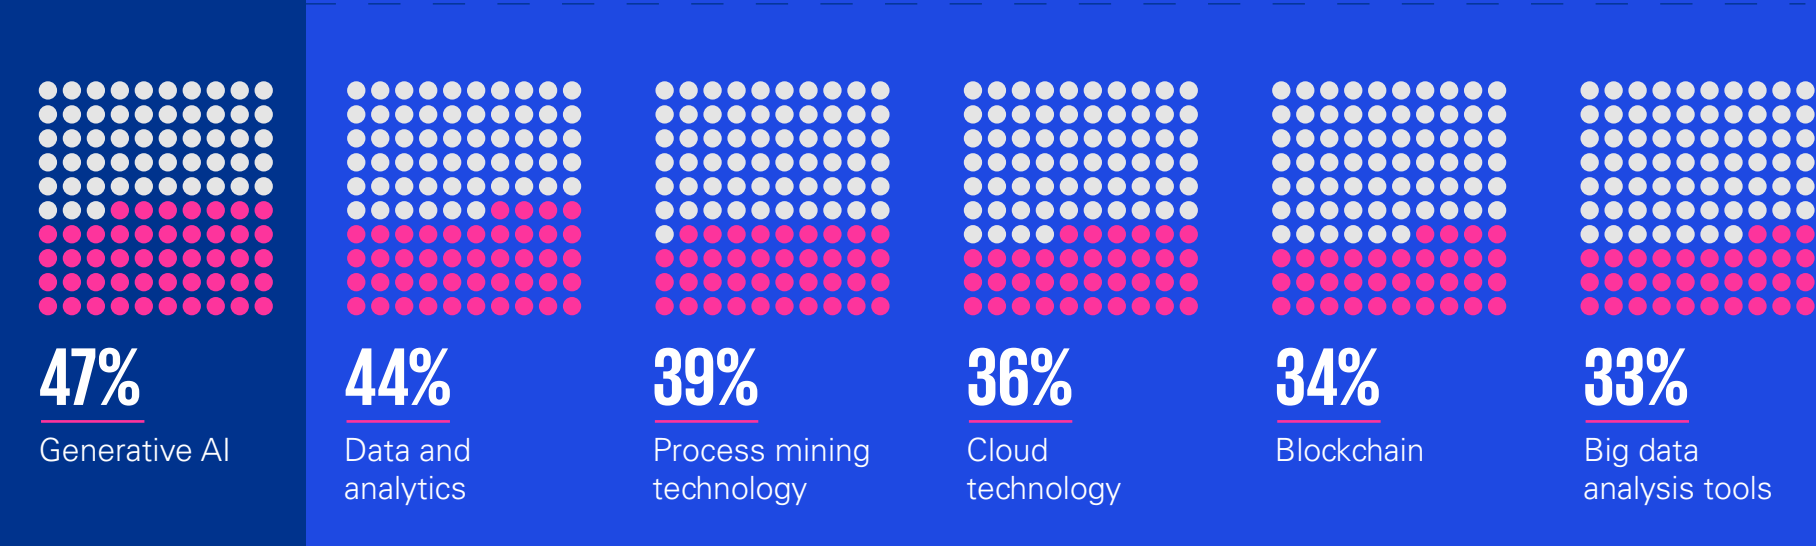 47%
Generative AI
44%
Data and
analytics
39%
Process mining
technology
36%
Cloud
technology
34%
Blockchain
33%
Big data
analysis tools